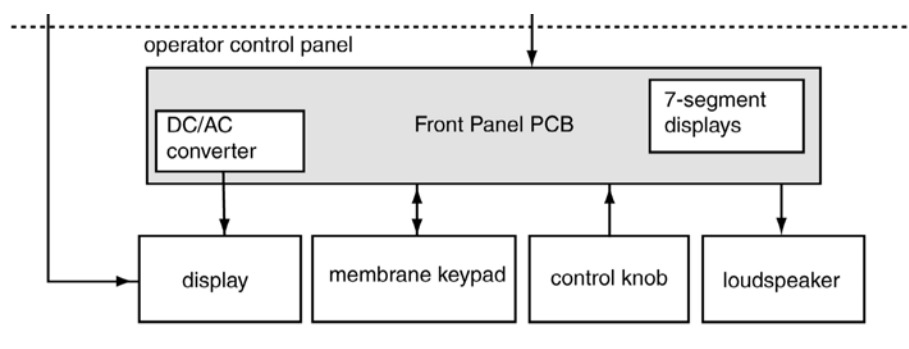 operator control panel
7-segment
displays
DC/AC
converter
Front Panel PCB
display
membrane keypad
control knob
loudspeaker